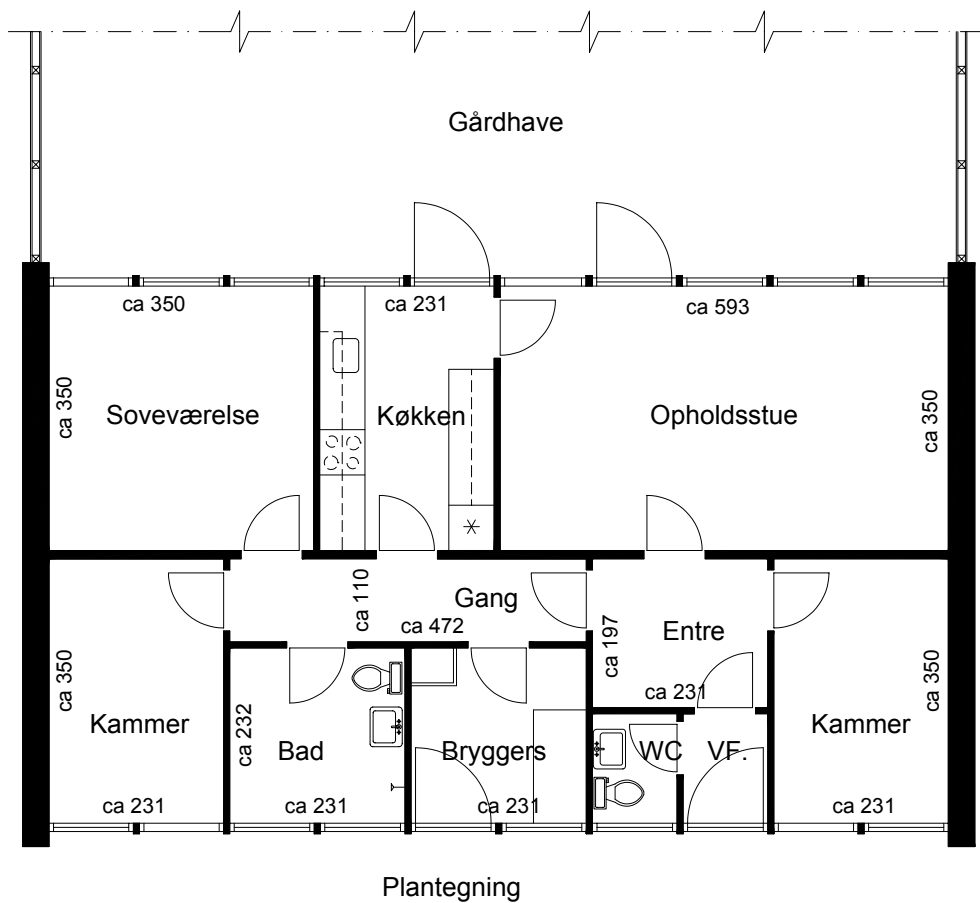 Gårdhave
ca 350
ca 231
ca 593
ca 350
Soveværelse
Køkken
Opholdsstue
ca 350
ca 110
Gang
ca 472
ca 197
Entre
ca 231
ca 350
Kammer
ca 232
Bad
Bryggers
WC
VF.
Kammer
ca 350
ca 231
ca 231
ca 231
ca 231
Plantegning